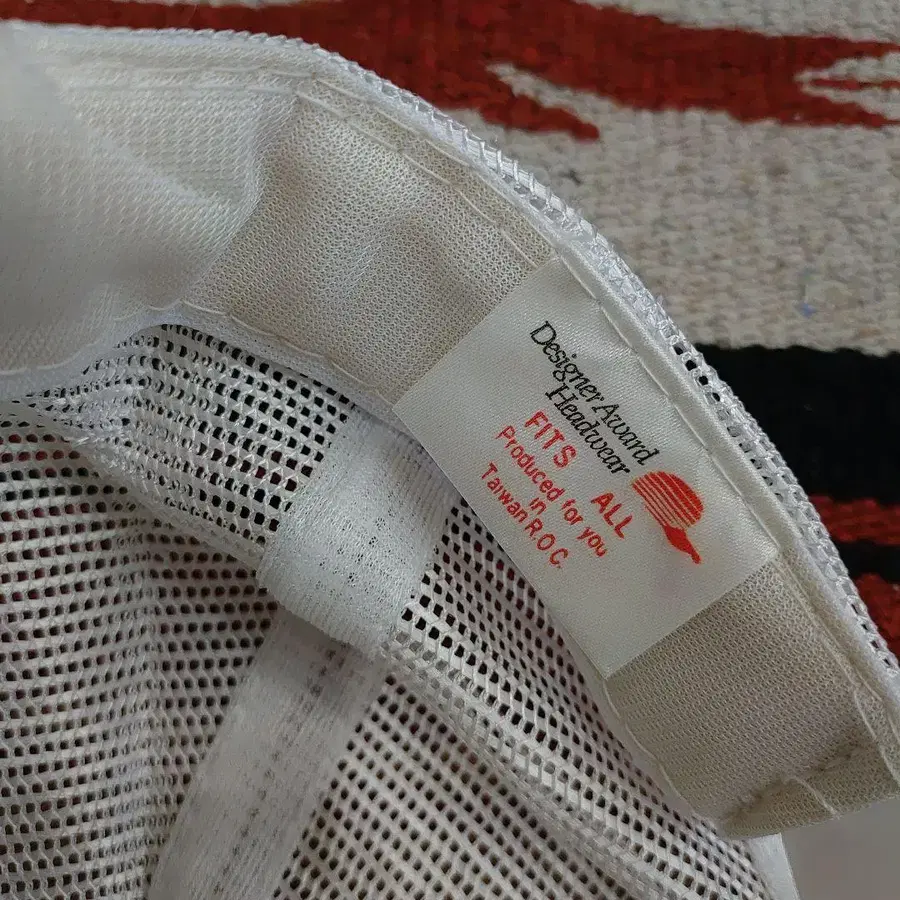 Designer Award
Headwear
FITS ALL
Produced for you
in
Taiwan R.O.C.